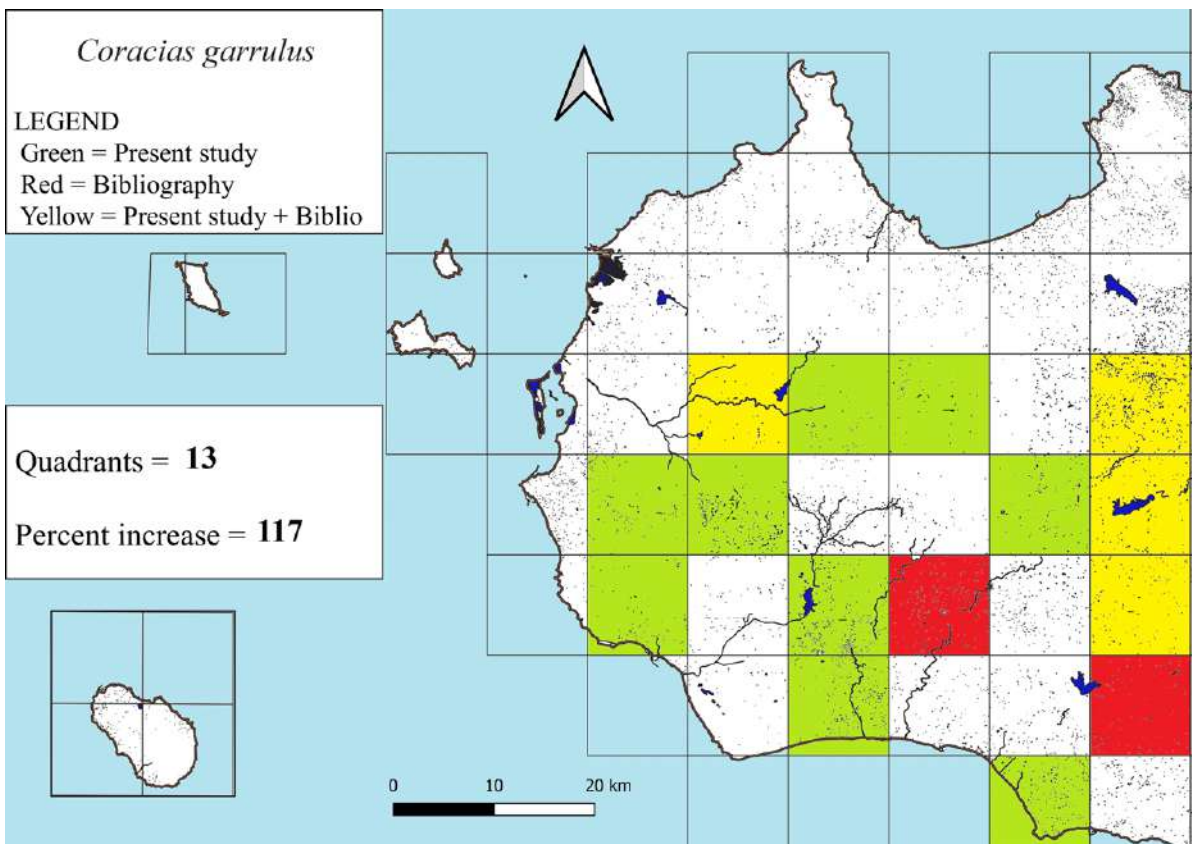 Coracias garrulus
LEGEND
Green = Present study
Red = Bibliography
Yellow = Present study + Biblio
Quadrants = 13
Percent increase = 117
0 10 20 km